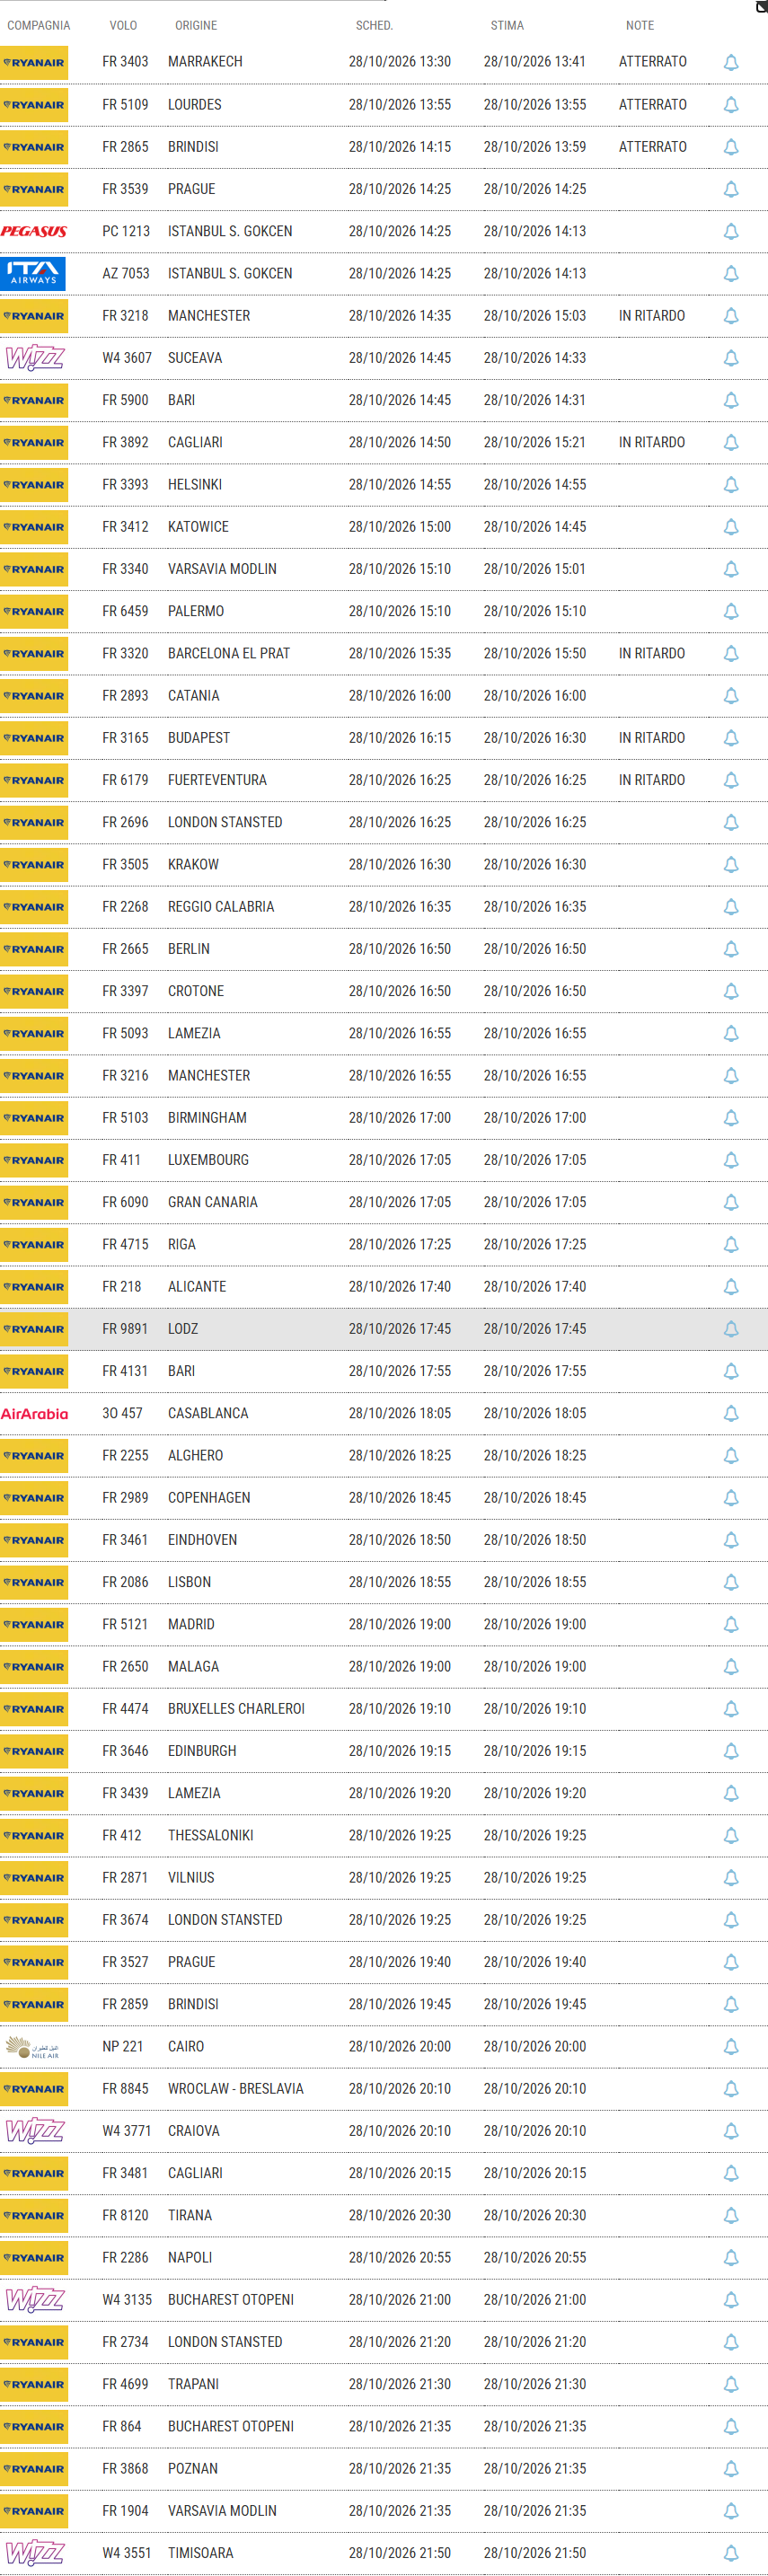 COMPAGNIA VOLO ORIGINE SCHED. STIMA NOTE
RYANAIR FR 3403 MARRAKECH 28/10/2026 13:30 28/10/2026 13:41 ATTERRATO
RYANAIR FR 5109 LOURDES 28/10/2026 13:55 28/10/2026 13:55 ATTERRATO
RYANAIR FR 2865 BRINDISI 28/10/2026 14:15 28/10/2026 13:59 ATTERRATO
RYANAIR FR 3539 PRAGUE 28/10/2026 14:25 28/10/2026 14:25
PEGASUS PC 1213 ISTANBUL S. GOKCEN 28/10/2026 14:25 28/10/2026 14:13
ITA AIRWAYS AZ 7053 ISTANBUL S. GOKCEN 28/10/2026 14:25 28/10/2026 14:13
RYANAIR FR 3218 MANCHESTER 28/10/2026 14:35 28/10/2026 15:03 IN RITARDO
WIZZ W4 3607 SUCEAVA 28/10/2026 14:45 28/10/2026 14:33
RYANAIR FR 5900 BARI 28/10/2026 14:45 28/10/2026 14:31
RYANAIR FR 3892 CAGLIARI 28/10/2026 14:50 28/10/2026 15:21 IN RITARDO
RYANAIR FR 3393 HELSINKI 28/10/2026 14:55 28/10/2026 14:55
RYANAIR FR 3412 KATOWICE 28/10/2026 15:00 28/10/2026 14:45
RYANAIR FR 3340 VARSAVIA MODLIN 28/10/2026 15:10 28/10/2026 15:01
RYANAIR FR 6459 PALERMO 28/10/2026 15:10 28/10/2026 15:10
RYANAIR FR 3320 BARCELONA EL PRAT 28/10/2026 15:35 28/10/2026 15:50 IN RITARDO
RYANAIR FR 2893 CATANIA 28/10/2026 16:00 28/10/2026 16:00
RYANAIR FR 3165 BUDAPEST 28/10/2026 16:15 28/10/2026 16:30 IN RITARDO
RYANAIR FR 6179 FUERTEVENTURA 28/10/2026 16:25 28/10/2026 16:25 IN RITARDO
RYANAIR FR 2696 LONDON STANSTED 28/10/2026 16:25 28/10/2026 16:25
RYANAIR FR 3505 KRAKOW 28/10/2026 16:30 28/10/2026 16:30
RYANAIR FR 2268 REGGIO CALABRIA 28/10/2026 16:35 28/10/2026 16:35
RYANAIR FR 2665 BERLIN 28/10/2026 16:50 28/10/2026 16:50
RYANAIR FR 3397 CROTONE 28/10/2026 16:50 28/10/2026 16:50
RYANAIR FR 5093 LAMEZIA 28/10/2026 16:55 28/10/2026 16:55
RYANAIR FR 3216 MANCHESTER 28/10/2026 16:55 28/10/2026 16:55
RYANAIR FR 5103 BIRMINGHAM 28/10/2026 17:00 28/10/2026 17:00
RYANAIR FR 411 LUXEMBOURG 28/10/2026 17:05 28/10/2026 17:05
RYANAIR FR 6090 GRAN CANARIA 28/10/2026 17:05 28/10/2026 17:05
RYANAIR FR 4715 RIGA 28/10/2026 17:25 28/10/2026 17:25
RYANAIR FR 218 ALICANTE 28/10/2026 17:40 28/10/2026 17:40
RYANAIR FR 9891 LODZ 28/10/2026 17:45 28/10/2026 17:45
RYANAIR FR 4131 BARI 28/10/2026 17:55 28/10/2026 17:55
AirArabia 3O 457 CASABLANCA 28/10/2026 18:05 28/10/2026 18:05
RYANAIR FR 2255 ALGHERO 28/10/2026 18:25 28/10/2026 18:25
RYANAIR FR 2989 COPENHAGEN 28/10/2026 18:45 28/10/2026 18:45
RYANAIR FR 3461 EINDHOVEN 28/10/2026 18:50 28/10/2026 18:50
RYANAIR FR 2086 LISBON 28/10/2026 18:55 28/10/2026 18:55
RYANAIR FR 5121 MADRID 28/10/2026 19:00 28/10/2026 19:00
RYANAIR FR 2650 MALAGA 28/10/2026 19:00 28/10/2026 19:00
RYANAIR FR 4474 BRUXELLES CHARLEROI 28/10/2026 19:10 28/10/2026 19:10
RYANAIR FR 3646 EDINBURGH 28/10/2026 19:15 28/10/2026 19:15
RYANAIR FR 3439 LAMEZIA 28/10/2026 19:20 28/10/2026 19:20
RYANAIR FR 412 THESSALONIKI 28/10/2026 19:25 28/10/2026 19:25
RYANAIR FR 2871 VILNIUS 28/10/2026 19:25 28/10/2026 19:25
RYANAIR FR 3674 LONDON STANSTED 28/10/2026 19:25 28/10/2026 19:25
RYANAIR FR 3527 PRAGUE 28/10/2026 19:40 28/10/2026 19:40
RYANAIR FR 2859 BRINDISI 28/10/2026 19:45 28/10/2026 19:45
النيل للطيران NILE AIR NP 221 CAIRO 28/10/2026 20:00 28/10/2026 20:00
RYANAIR FR 8845 WROCLAW - BRESLAVIA 28/10/2026 20:10 28/10/2026 20:10
WIZZ W4 3771 CRAIOVA 28/10/2026 20:10 28/10/2026 20:10
RYANAIR FR 3481 CAGLIARI 28/10/2026 20:15 28/10/2026 20:15
RYANAIR FR 8120 TIRANA 28/10/2026 20:30 28/10/2026 20:30
RYANAIR FR 2286 NAPOLI 28/10/2026 20:55 28/10/2026 20:55
WIZZ W4 3135 BUCHAREST OTOPENI 28/10/2026 21:00 28/10/2026 21:00
RYANAIR FR 2734 LONDON STANSTED 28/10/2026 21:20 28/10/2026 21:20
RYANAIR FR 4699 TRAPANI 28/10/2026 21:30 28/10/2026 21:30
RYANAIR FR 864 BUCHAREST OTOPENI 28/10/2026 21:35 28/10/2026 21:35
RYANAIR FR 3868 POZNAN 28/10/2026 21:35 28/10/2026 21:35
RYANAIR FR 1904 VARSAVIA MODLIN 28/10/2026 21:35 28/10/2026 21:35
WIZZ W4 3551 TIMISOARA 28/10/2026 21:50 28/10/2026 21:50